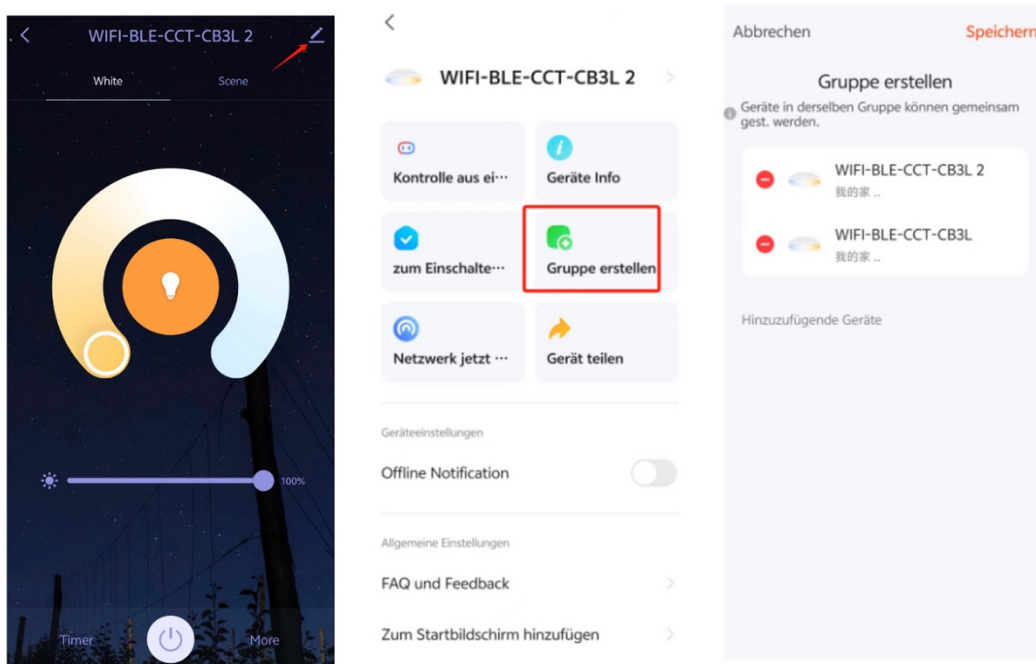 WIFI-BLE-CCT-CB3L 2
White
Scene
100%
Timer
More
WIFI-BLE-CCT-CB3L 2
Kontrolle aus ei···
Geräte Info
zum Einschalte···
Gruppe erstellen
Netzwerk jetzt ···
Gerät teilen
Geräteeinstellungen
Offline Notification
Allgemeine Einstellungen
FAQ und Feedback
Zum Startbildschirm hinzufügen
Abbrechen
Speichern
Gruppe erstellen
Geräte in derselben Gruppe können gemeinsam
gest. werden.
WIFI-BLE-CCT-CB3L 2
我的家 ..
WIFI-BLE-CCT-CB3L
我的家 ..
Hinzuzufügende Geräte